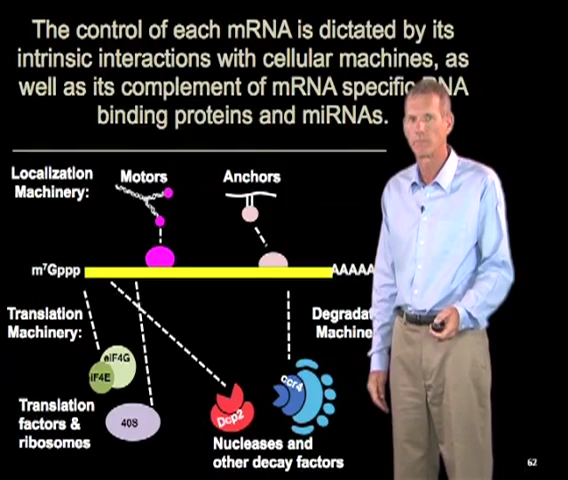 The control of each mRNA is dictated by its
intrinsic interactions with cellular machines, as
well as its complement of mRNA specific RNA
binding proteins and miRNAs.
Localization
Machinery:
Motors
Anchors
m⁷Gppp
AAAAA
Translation
Machinery:
Degradat
Machine
eIF4G
iF4E
ccr4
Dcp2
40S
Translation
factors &
ribosomes
Nucleases and
other decay factors
62